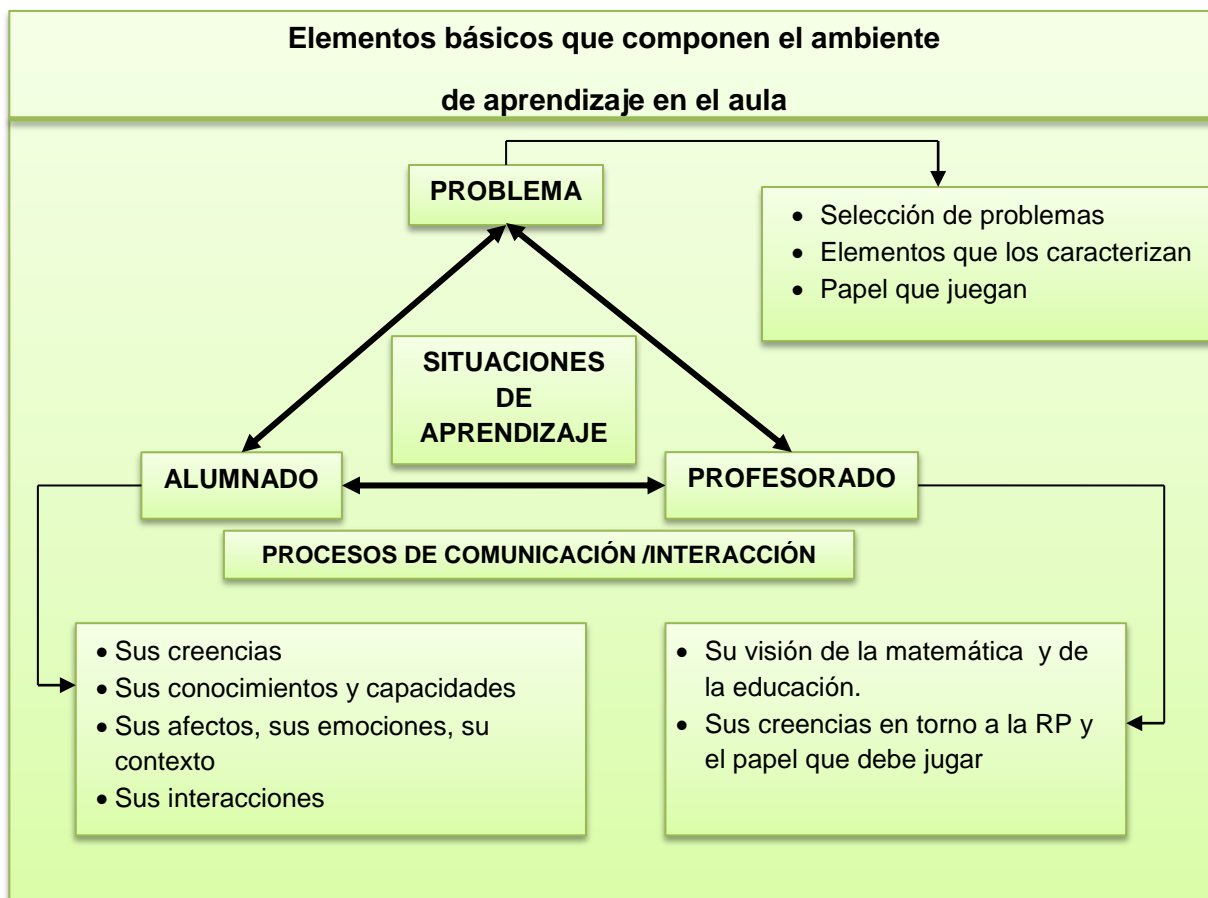 Elementos básicos que componen el ambiente
de aprendizaje en el aula
PROBLEMA
• Selección de problemas
• Elementos que los caracterizan
• Papel que juegan
SITUACIONES
DE
APRENDIZAJE
ALUMNADO
PROFESORADO
PROCESOS DE COMUNICACIÓN /INTERACCIÓN
• Sus creencias
• Sus conocimientos y capacidades
• Sus afectos, sus emociones, su
contexto
• Sus interacciones
• Su visión de la matemática y de
la educación.
• Sus creencias en torno a la RP y
el papel que debe jugar